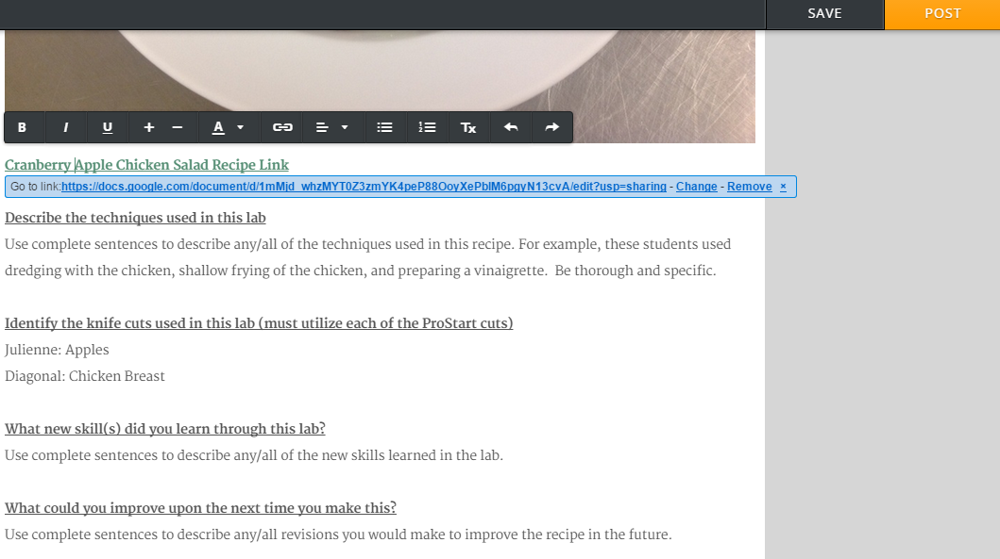 SAVE POST
B I U + − A Tx
Cranberry Apple Chicken Salad Recipe Link
Go to link:https://docs.google.com/document/d/1mMjd_whzMYT0Z3zmYK4peP88OoyXePbIM6pgyN13cvA/edit?usp=sharing - Change - Remove ×
Describe the techniques used in this lab
Use complete sentences to describe any/all of the techniques used in this recipe. For example, these students used
dredging with the chicken, shallow frying of the chicken, and preparing a vinaigrette.  Be thorough and specific.
Identify the knife cuts used in this lab (must utilize each of the ProStart cuts)
Julienne: Apples
Diagonal: Chicken Breast
What new skill(s) did you learn through this lab?
Use complete sentences to describe any/all of the new skills learned in the lab.
What could you improve upon the next time you make this?
Use complete sentences to describe any/all revisions you would make to improve the recipe in the future.